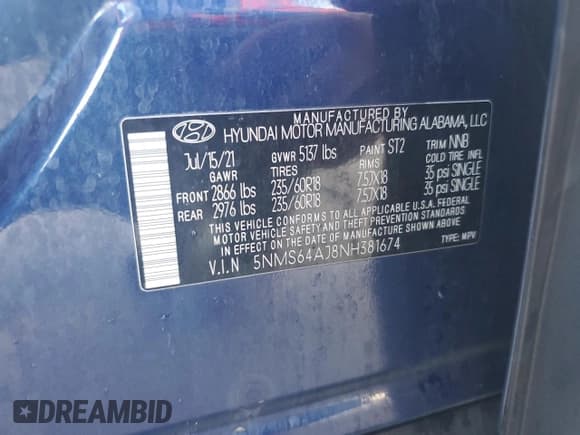 MANUFACTURED BY
HYUNDAI MOTOR MANUFACTURING ALABAMA, LLC
Jul/15/21 GVWR 5137 lbs PAINT ST2 TRIM NNB
GAWR TIRES RIMS COLD TIRE INFL
FRONT 2866 lbs 235/60R18 7.5JX18 35 psi SINGLE
REAR 2976 lbs 235/60R18 7.5JX18 35 psi SINGLE
THIS VEHICLE CONFORMS TO ALL APPLICABLE U.S.A. FEDERAL
MOTOR VEHICLE SAFETY AND THEFT PREVENTION STANDARDS
IN EFFECT ON THE DATE OF MANUFACTURE SHOWN ABOVE.
V.I.N 5NMS64AJ8NH381674 TYPE: MPV
DREAMBID